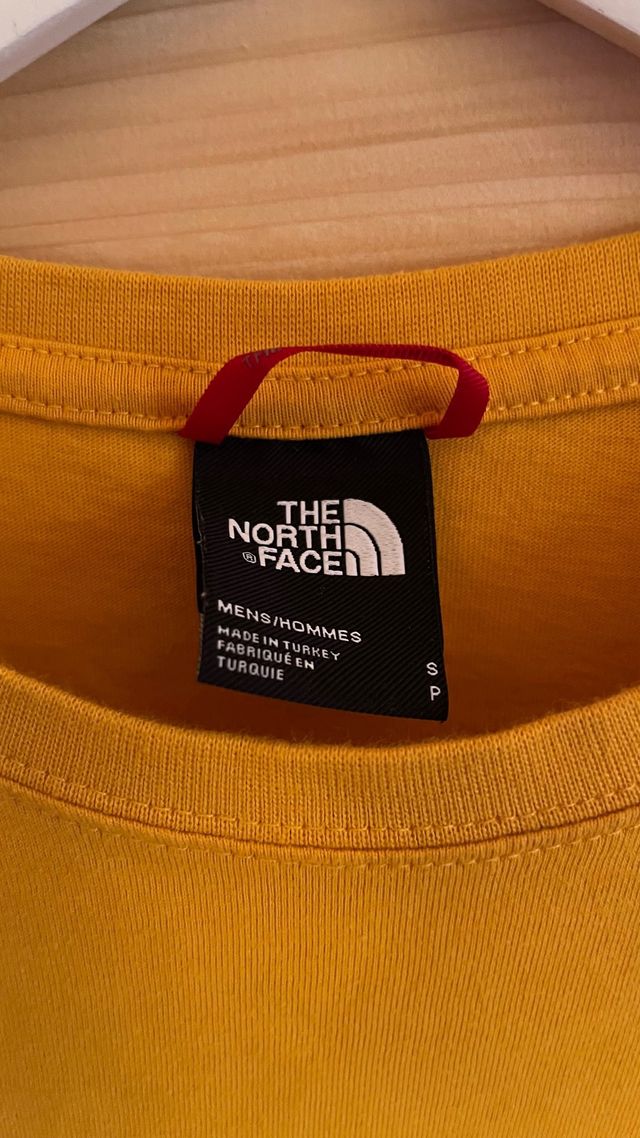 THE
NORTH
® FACE
MENS/HOMMES
MADE IN TURKEY
FABRIQUÉ EN
TURQUIE
S
P